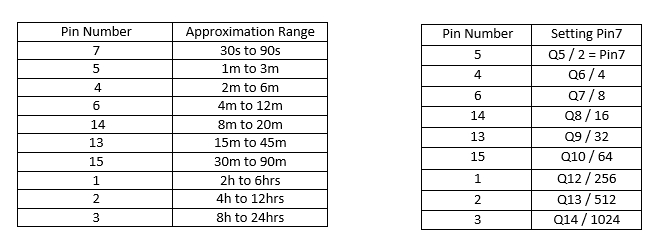 Pin Number Approximation Range
7 30s to 90s
5 1m to 3m
4 2m to 6m
6 4m to 12m
14 8m to 20m
13 15m to 45m
15 30m to 90m
1 2h to 6hrs
2 4h to 12hrs
3 8h to 24hrs
Pin Number Setting Pin7
5 Q5 / 2 = Pin7
4 Q6 / 4
6 Q7 / 8
14 Q8 / 16
13 Q9 / 32
15 Q10 / 64
1 Q12 / 256
2 Q13 / 512
3 Q14 / 1024